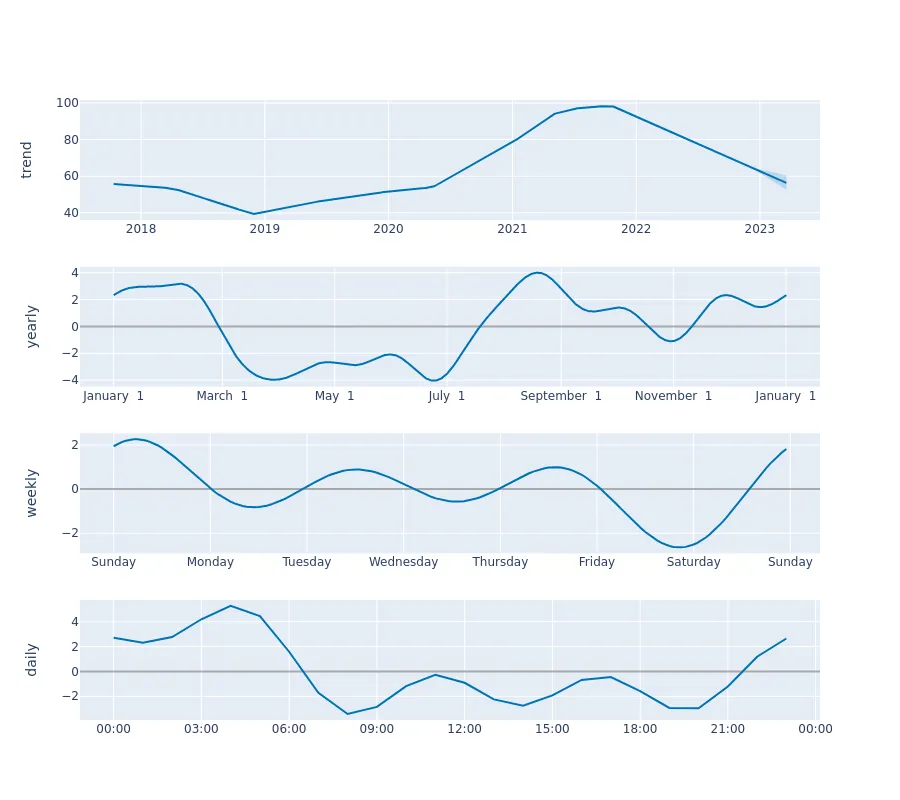 trend
100
80
60
40
2018 2019 2020 2021 2022 2023
yearly
4
2
0
−2
−4
January 1 March 1 May 1 July 1 September 1 November 1 January 1
weekly
2
0
−2
Sunday Monday Tuesday Wednesday Thursday Friday Saturday Sunday
daily
4
2
0
−2
00:00 03:00 06:00 09:00 12:00 15:00 18:00 21:00 00:00